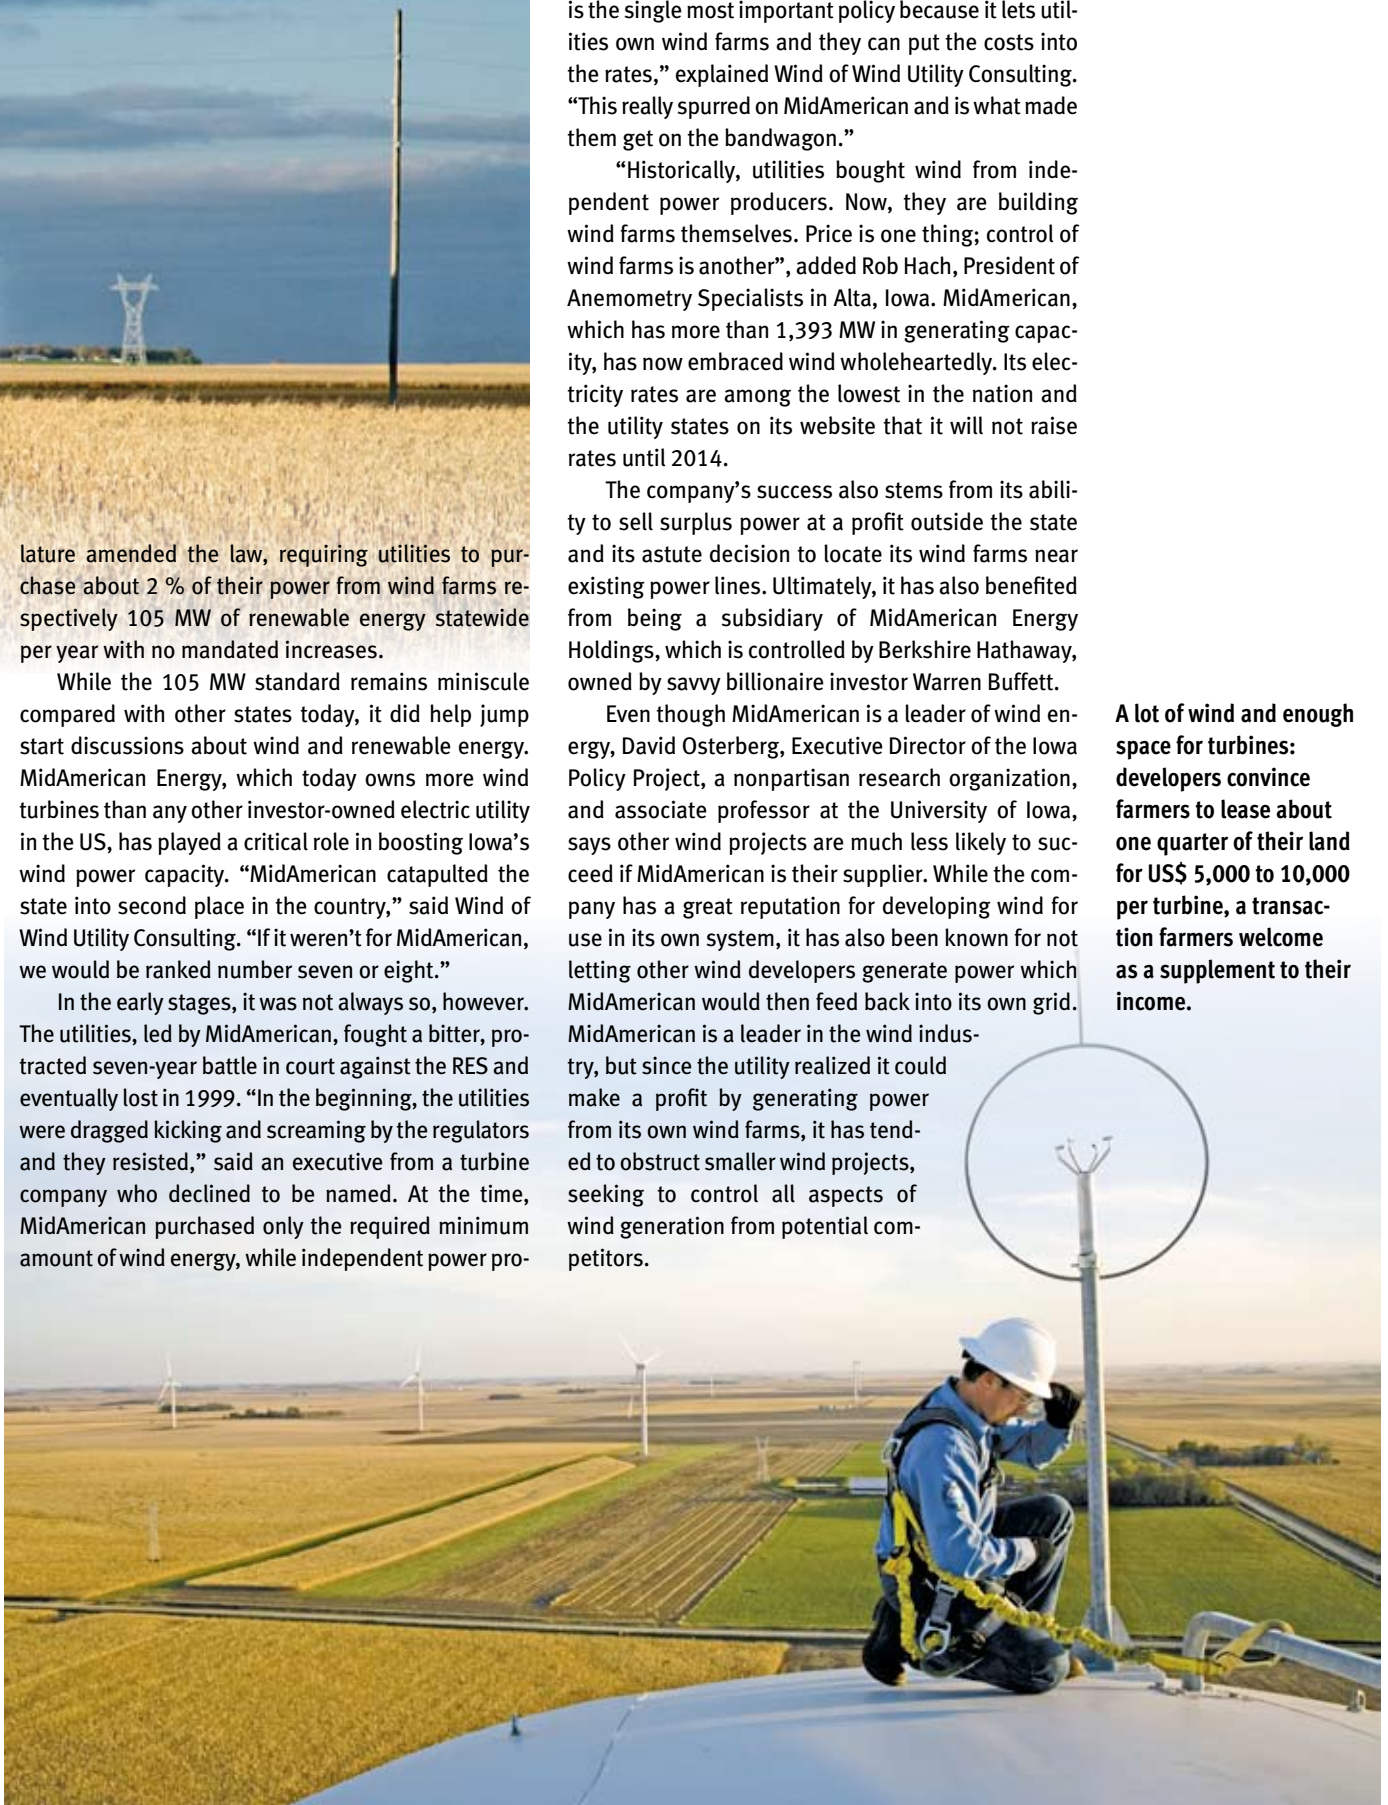 lature amended the law, requiring utilities to pur-
chase about 2 % of their power from wind farms re-
spectively 105 MW of renewable energy statewide
per year with no mandated increases.
While the 105 MW standard remains miniscule
compared with other states today, it did help jump
start discussions about wind and renewable energy.
MidAmerican Energy, which today owns more wind
turbines than any other investor-owned electric utility
in the US, has played a critical role in boosting Iowa’s
wind power capacity. “MidAmerican catapulted the
state into second place in the country,” said Wind of
Wind Utility Consulting. “If it weren’t for MidAmerican,
we would be ranked number seven or eight.”
In the early stages, it was not always so, however.
The utilities, led by MidAmerican, fought a bitter, pro-
tracted seven-year battle in court against the RES and
eventually lost in 1999. “In the beginning, the utilities
were dragged kicking and screaming by the regulators
and they resisted,” said an executive from a turbine
company who declined to be named. At the time,
MidAmerican purchased only the required minimum
amount of wind energy, while independent power pro-
is the single most important policy because it lets util-
ities own wind farms and they can put the costs into
the rates,” explained Wind of Wind Utility Consulting.
“This really spurred on MidAmerican and is what made
them get on the bandwagon.”
“Historically, utilities bought wind from inde-
pendent power producers. Now, they are building
wind farms themselves. Price is one thing; control of
wind farms is another”, added Rob Hach, President of
Anemometry Specialists in Alta, Iowa. MidAmerican,
which has more than 1,393 MW in generating capac-
ity, has now embraced wind wholeheartedly. Its elec-
tricity rates are among the lowest in the nation and
the utility states on its website that it will not raise
rates until 2014.
The company’s success also stems from its abili-
ty to sell surplus power at a profit outside the state
and its astute decision to locate its wind farms near
existing power lines. Ultimately, it has also benefited
from being a subsidiary of MidAmerican Energy
Holdings, which is controlled by Berkshire Hathaway,
owned by savvy billionaire investor Warren Buffett.
Even though MidAmerican is a leader of wind en-
ergy, David Osterberg, Executive Director of the Iowa
Policy Project, a nonpartisan research organization,
and associate professor at the University of Iowa,
says other wind projects are much less likely to suc-
ceed if MidAmerican is their supplier. While the com-
pany has a great reputation for developing wind for
use in its own system, it has also been known for not
letting other wind developers generate power which
MidAmerican would then feed back into its own grid.
MidAmerican is a leader in the wind indus-
try, but since the utility realized it could
make a profit by generating power
from its own wind farms, it has tend-
ed to obstruct smaller wind projects,
seeking to control all aspects of
wind generation from potential com-
petitors.
A lot of wind and enough
space for turbines:
developers convince
farmers to lease about
one quarter of their land
for US$ 5,000 to 10,000
per turbine, a transac-
tion farmers welcome
as a supplement to their
income.